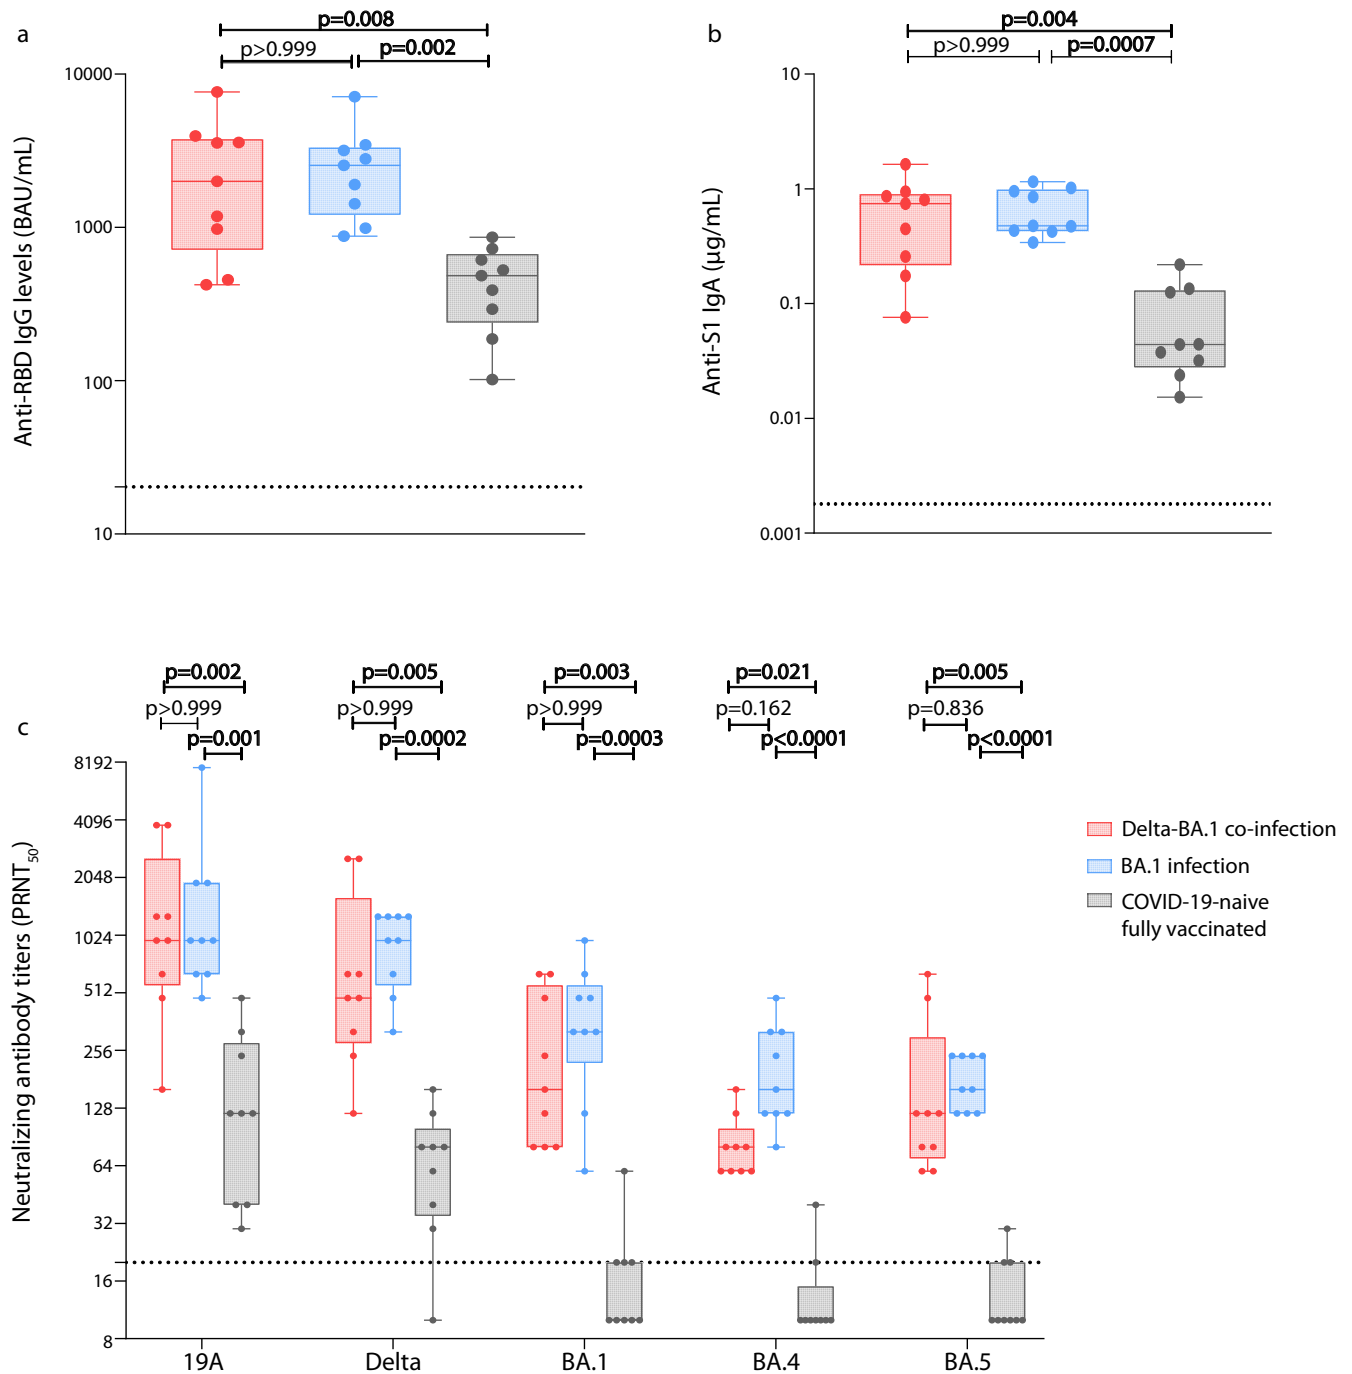 a
p=0.008
p>0.999
p=0.002
10000
1000
100
10
Anti-RBD IgG levels (BAU/mL)
b
p=0.004
p>0.999
p=0.0007
10
1
0.1
0.01
0.001
Anti-S1 IgA (µg/mL)
c
p=0.002
p>0.999
p=0.001
p=0.005
p>0.999
p=0.0002
p=0.003
p>0.999
p=0.0003
p=0.021
p=0.162
p<0.0001
p=0.005
p=0.836
p<0.0001
8192
4096
2048
1024
512
256
128
64
32
16
8
Neutralizing antibody titers (PRNT50)
19A
Delta
BA.1
BA.4
BA.5
Delta-BA.1 co-infection
BA.1 infection
COVID-19-naive
fully vaccinated